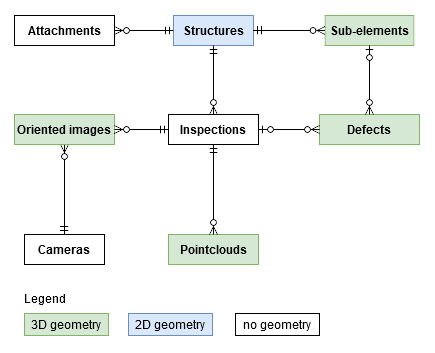 Attachments
Structures
Sub-elements
Oriented images
Inspections
Defects
Cameras
Pointclouds
Legend
3D geometry
2D geometry
no geometry